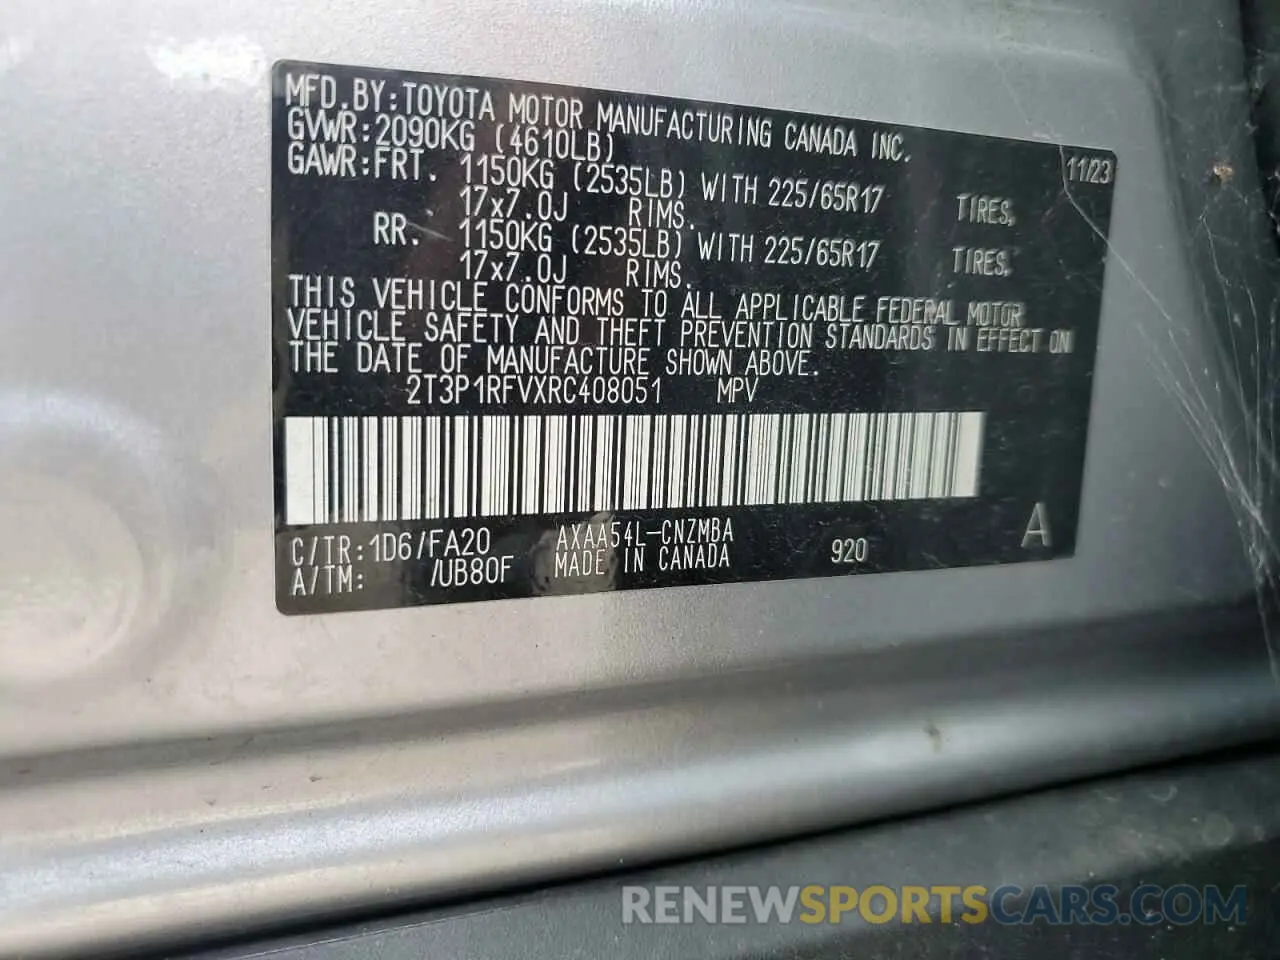 MFD.BY:TOYOTA MOTOR MANUFACTURING CANADA INC.
GVWR:2090KG (4610LB) 11/23
GAWR:FRT. 1150KG (2535LB) WITH 225/65R17 TIRES,
17x7.0J RIMS.
RR. 1150KG (2535LB) WITH 225/65R17 TIRES,
17x7.0J RIMS.
THIS VEHICLE CONFORMS TO ALL APPLICABLE FEDERAL MOTOR
VEHICLE SAFETY AND THEFT PREVENTION STANDARDS IN EFFECT ON
THE DATE OF MANUFACTURE SHOWN ABOVE.
2T3P1RFVXRC408051 MPV
C/TR:1D6/FA20 AXAA54L-CNZMBA 920 A
A/TM: /UB80F MADE IN CANADA
RENEWSPORTSCARS.COM